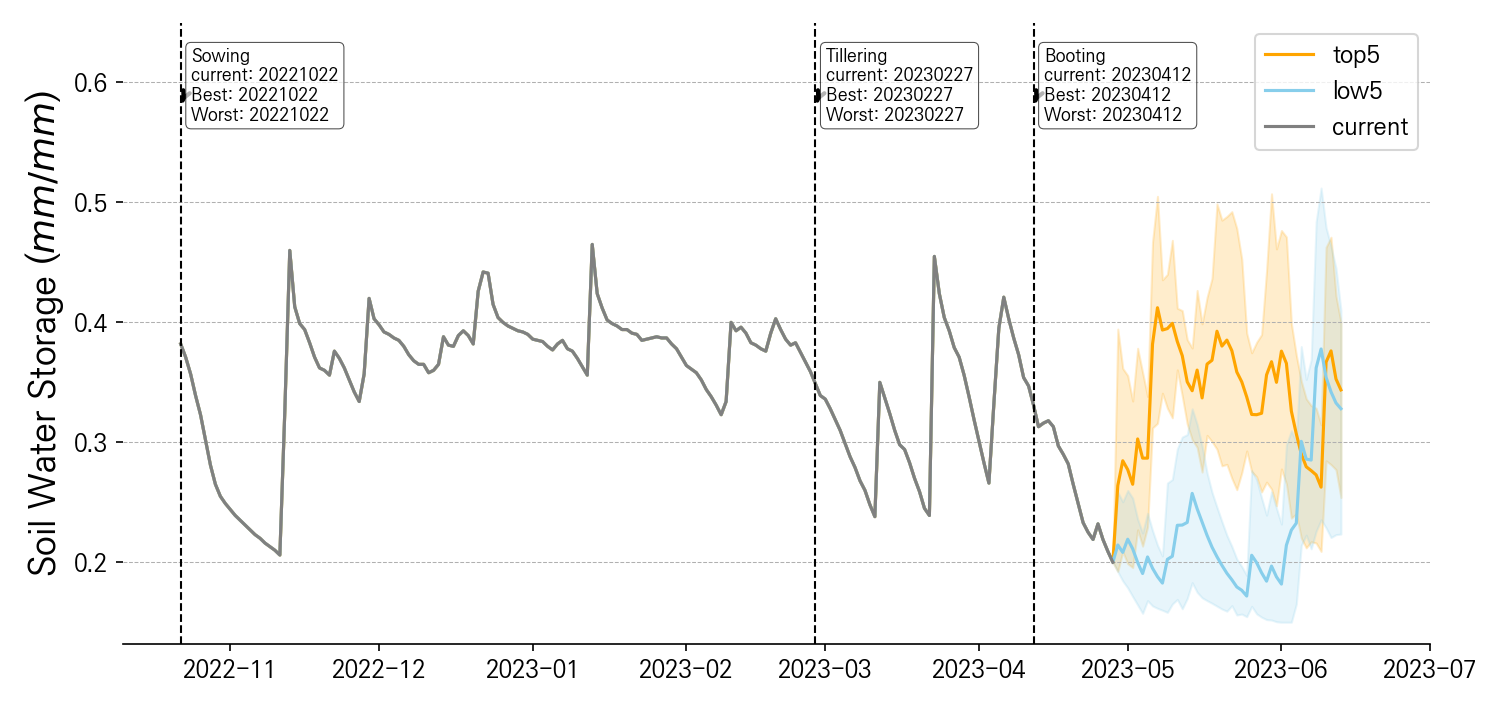 Sowing
current: 20221022
Best: 20221022
Worst: 20221022
Tillering
current: 20230227
Best: 20230227
Worst: 20230227
Booting
current: 20230412
Best: 20230412
Worst: 20230412
top5
low5
current
Soil Water Storage (mm/mm)
0.6
0.5
0.4
0.3
0.2
2022−11
2022−12
2023−01
2023−02
2023−03
2023−04
2023−05
2023−06
2023−07